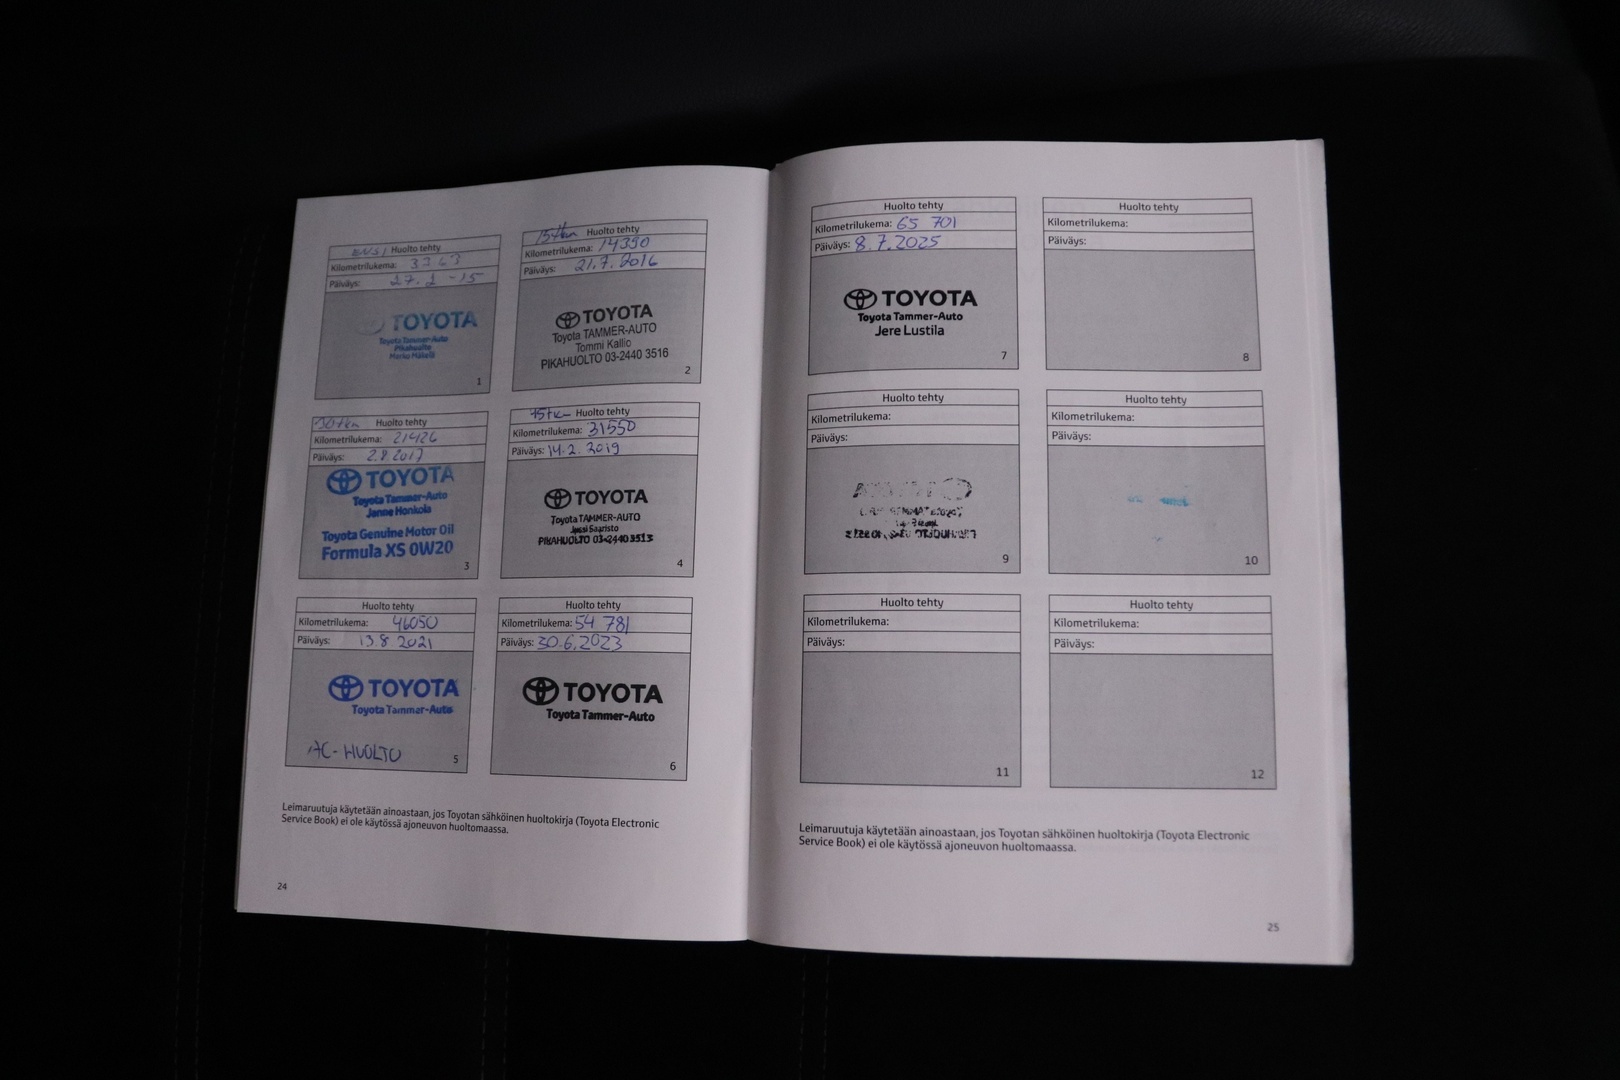 ENSI Huolto tehty
Kilometrilukema: 3363
Päiväys: 27. 2 -15
TOYOTA
Toyota Tammer-Auto
Pikahuolto
1
15tkm Huolto tehty
Kilometrilukema: 14350
Päiväys: 21.7. 2016
TOYOTA
Toyota TAMMER-AUTO
Tommi Kallio
PIKAHUOLTO 03-2440 3516
2
30tkm Huolto tehty
Kilometrilukema: 21426
Päiväys: 2.8.2017
TOYOTA
Toyota Tammer-Auto
Janne Honkola
Toyota Genuine Motor Oil
Formula XS 0W20
3
45tkm Huolto tehty
Kilometrilukema: 31550
Päiväys: 14.2. 2019
TOYOTA
Toyota TAMMER-AUTO
Jussi Saaristo
PIKAHUOLTO 03-2440 3513
4
Huolto tehty
Kilometrilukema: 46050
Päiväys: 13.8 2021
TOYOTA
Toyota Tammer-Auto
AC-HUOLTO
5
Huolto tehty
Kilometrilukema: 54 781
Päiväys: 30.6.2023
TOYOTA
Toyota Tammer-Auto
6
Leimaruutuja käytetään ainoastaan, jos Toyotan sähköinen huoltokirja (Toyota Electronic
Service Book) ei ole käytössä ajoneuvon huoltomaassa.
24
Huolto tehty
Kilometrilukema: 65 701
Päiväys: 8.7.2025
TOYOTA
Toyota Tammer-Auto
Jere Lustila
7
Huolto tehty
Kilometrilukema:
Päiväys:
8
Huolto tehty
Kilometrilukema:
Päiväys:
9
Huolto tehty
Kilometrilukema:
Päiväys:
10
Huolto tehty
Kilometrilukema:
Päiväys:
11
Huolto tehty
Kilometrilukema:
Päiväys:
12
Leimaruutuja käytetään ainoastaan, jos Toyotan sähköinen huoltokirja (Toyota Electronic
Service Book) ei ole käytössä ajoneuvon huoltomaassa.
25